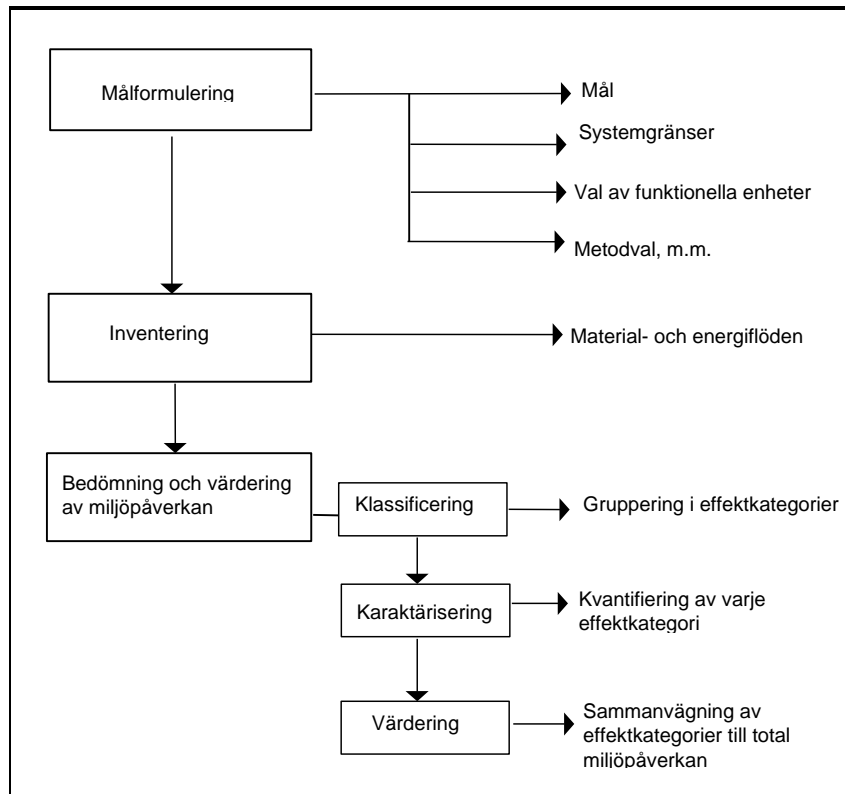 Målformulering
Mål
Systemgränser
Val av funktionella enheter
Metodval, m.m.
Inventering
Material- och energiflöden
Bedömning och värdering
av miljöpåverkan
Klassificering
Gruppering i effektkategorier
Karaktärisering
Kvantifiering av varje
effektkategori
Värdering
Sammanvägning av
effektkategorier till total
miljöpåverkan